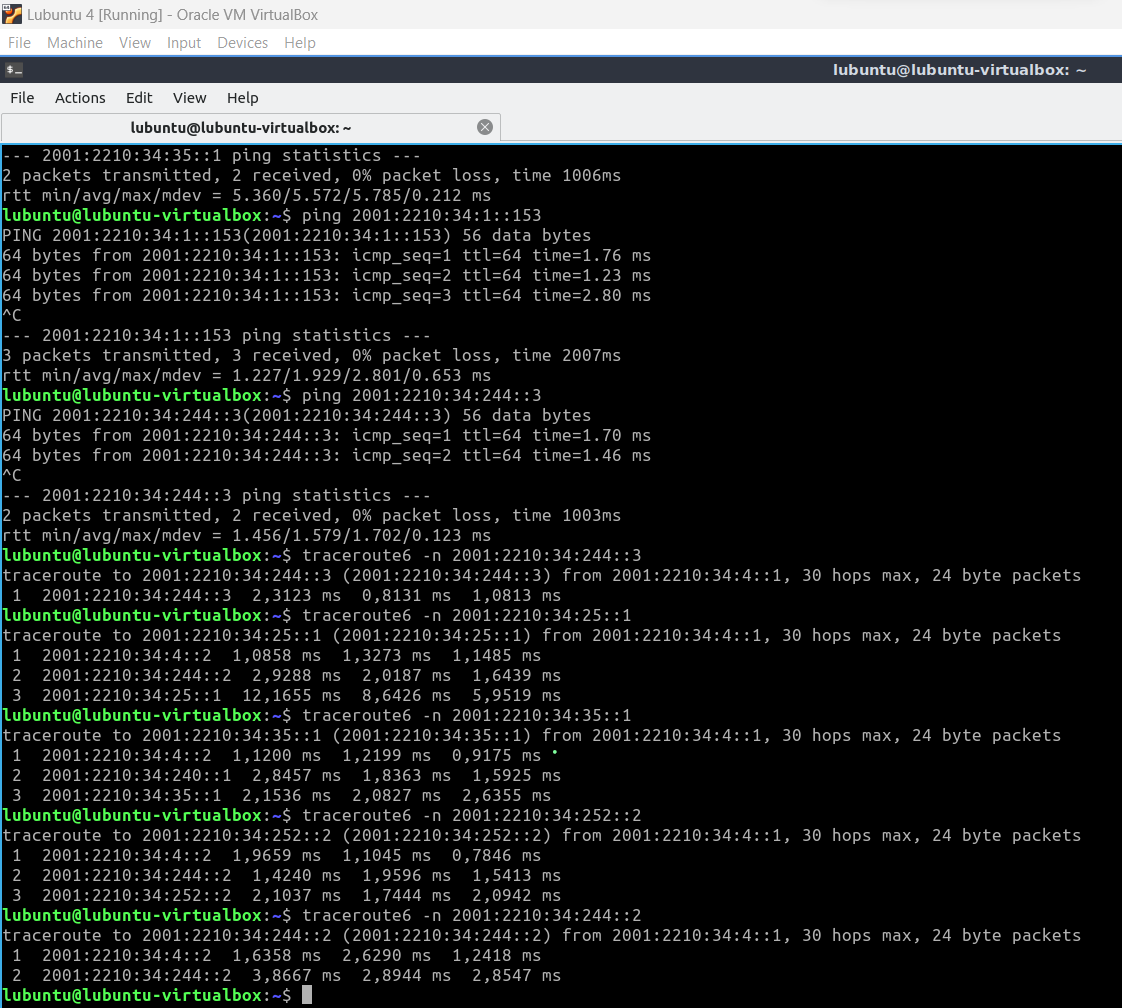 Lubuntu 4 [Running] - Oracle VM VirtualBox
File Machine View Input Devices Help
lubuntu@lubuntu-virtualbox: ~
File Actions Edit View Help
lubuntu@lubuntu-virtualbox: ~
--- 2001:2210:34:35::1 ping statistics ---
2 packets transmitted, 2 received, 0% packet loss, time 1006ms
rtt min/avg/max/mdev = 5.360/5.572/5.785/0.212 ms
lubuntu@lubuntu-virtualbox:~$ ping 2001:2210:34:1::153
PING 2001:2210:34:1::153(2001:2210:34:1::153) 56 data bytes
64 bytes from 2001:2210:34:1::153: icmp_seq=1 ttl=64 time=1.76 ms
64 bytes from 2001:2210:34:1::153: icmp_seq=2 ttl=64 time=1.23 ms
64 bytes from 2001:2210:34:1::153: icmp_seq=3 ttl=64 time=2.80 ms
^C
--- 2001:2210:34:1::153 ping statistics ---
3 packets transmitted, 3 received, 0% packet loss, time 2007ms
rtt min/avg/max/mdev = 1.227/1.929/2.801/0.653 ms
lubuntu@lubuntu-virtualbox:~$ ping 2001:2210:34:244::3
PING 2001:2210:34:244::3(2001:2210:34:244::3) 56 data bytes
64 bytes from 2001:2210:34:244::3: icmp_seq=1 ttl=64 time=1.70 ms
64 bytes from 2001:2210:34:244::3: icmp_seq=2 ttl=64 time=1.46 ms
^C
--- 2001:2210:34:244::3 ping statistics ---
2 packets transmitted, 2 received, 0% packet loss, time 1003ms
rtt min/avg/max/mdev = 1.456/1.579/1.702/0.123 ms
lubuntu@lubuntu-virtualbox:~$ traceroute6 -n 2001:2210:34:244::3
traceroute to 2001:2210:34:244::3 (2001:2210:34:244::3) from 2001:2210:34:4::1, 30 hops max, 24 byte packets
 1  2001:2210:34:244::3  2,3123 ms  0,8131 ms  1,0813 ms
lubuntu@lubuntu-virtualbox:~$ traceroute6 -n 2001:2210:34:25::1
traceroute to 2001:2210:34:25::1 (2001:2210:34:25::1) from 2001:2210:34:4::1, 30 hops max, 24 byte packets
 1  2001:2210:34:4::2  1,0858 ms  1,3273 ms  1,1485 ms
 2  2001:2210:34:244::2  2,9288 ms  2,0187 ms  1,6439 ms
 3  2001:2210:34:25::1  12,1655 ms  8,6426 ms  5,9519 ms
lubuntu@lubuntu-virtualbox:~$ traceroute6 -n 2001:2210:34:35::1
traceroute to 2001:2210:34:35::1 (2001:2210:34:35::1) from 2001:2210:34:4::1, 30 hops max, 24 byte packets
 1  2001:2210:34:4::2  1,1200 ms  1,2199 ms  0,9175 ms
 2  2001:2210:34:240::1  2,8457 ms  1,8363 ms  1,5925 ms
 3  2001:2210:34:35::1  2,1536 ms  2,0827 ms  2,6355 ms
lubuntu@lubuntu-virtualbox:~$ traceroute6 -n 2001:2210:34:252::2
traceroute to 2001:2210:34:252::2 (2001:2210:34:252::2) from 2001:2210:34:4::1, 30 hops max, 24 byte packets
 1  2001:2210:34:4::2  1,9659 ms  1,1045 ms  0,7846 ms
 2  2001:2210:34:244::2  1,4240 ms  1,9596 ms  1,5413 ms
 3  2001:2210:34:252::2  2,1037 ms  1,7444 ms  2,0942 ms
lubuntu@lubuntu-virtualbox:~$ traceroute6 -n 2001:2210:34:244::2
traceroute to 2001:2210:34:244::2 (2001:2210:34:244::2) from 2001:2210:34:4::1, 30 hops max, 24 byte packets
 1  2001:2210:34:4::2  1,6358 ms  2,6290 ms  1,2418 ms
 2  2001:2210:34:244::2  3,8667 ms  2,8944 ms  2,8547 ms
lubuntu@lubuntu-virtualbox:~$